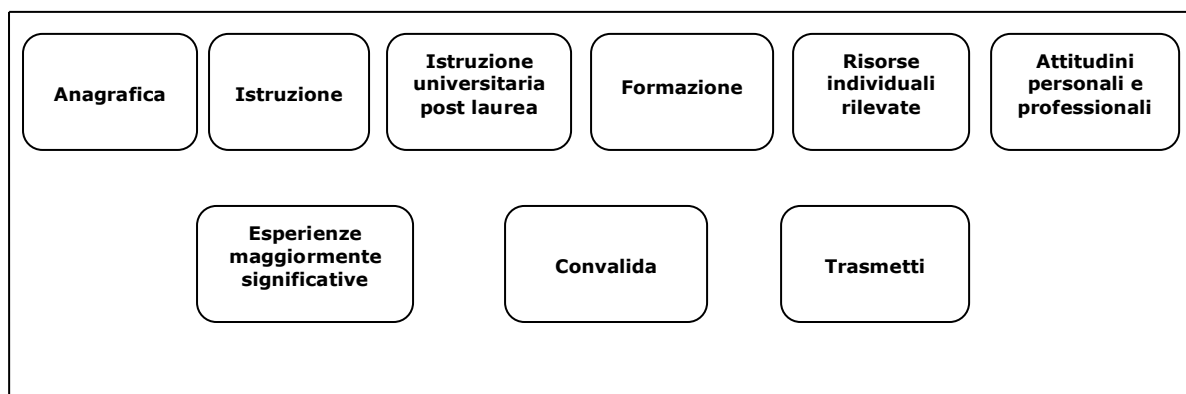 Anagrafica
Istruzione
Istruzione
universitaria
post laurea
Formazione
Risorse
individuali
rilevate
Attitudini
personali e
professionali
Esperienze
maggiormente
significative
Convalida
Trasmetti